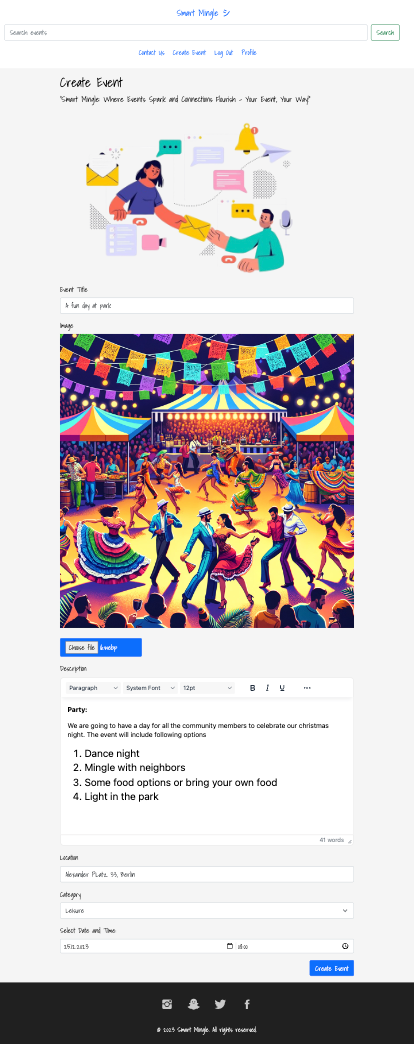 Smart Mingle シ
Search events
Search
Contact Us Create Event Log Out Profile
Create Event
"Smart Mingle: Where Events Spark and Connections Flourish – Your Event, Your Way!"
Event Title
A fun day at park
Image
Choose file
Description
Paragraph System Font 12pt B I U ...
Party:
We are going to have a day for all the community members to celebrate our christmas
night. The event will include following options
1. Dance night
2. Mingle with neighbors
3. Some food options or bring your own food
4. Light in the park
41 words
Location
Alexander PLatz, 33, Berlin
Category
Leisure
Select Date and Time
25.12.2023 18:00
Create Event
© 2023 Smart Mingle. All rights reserved.